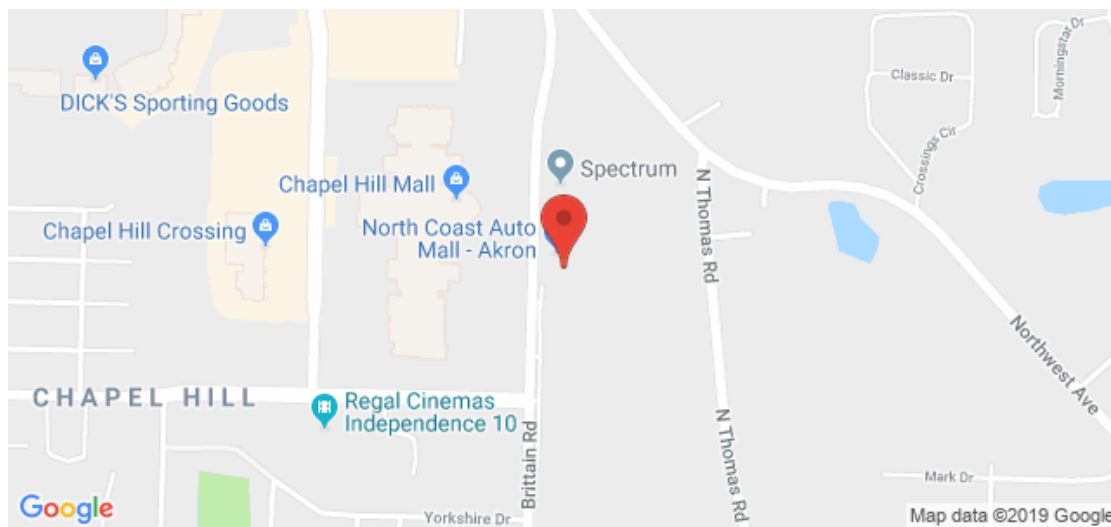 Morningstar Dr
Classic Dr
DICK'S Sporting Goods
Spectrum
Crossings Cir
Chapel Hill Mall
N Thomas Rd
Chapel Hill Crossing
North Coast Auto
Mall - Akron
Northwest Ave
CHAPEL HILL
Regal Cinemas
Independence 10
N Thomas Rd
Brittain Rd
Mark Dr
Google
Yorkshire Dr
Map data ©2019 Google